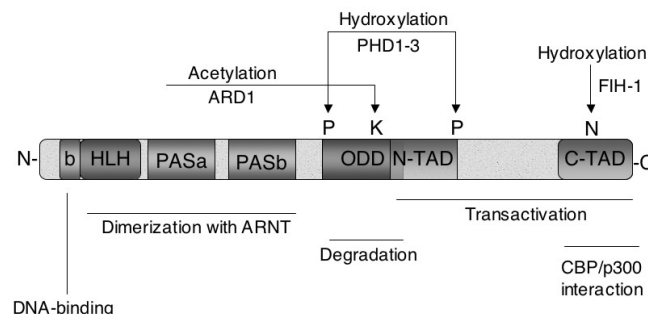 Hydroxylation
PHD1-3
Hydroxylation
FIH-1
Acetylation
ARD1
P K P N
N- b HLH PASa PASb ODD N-TAD C-TAD -C
Transactivation
Dimerization with ARNT
Degradation
CBP/p300
interaction
DNA-binding